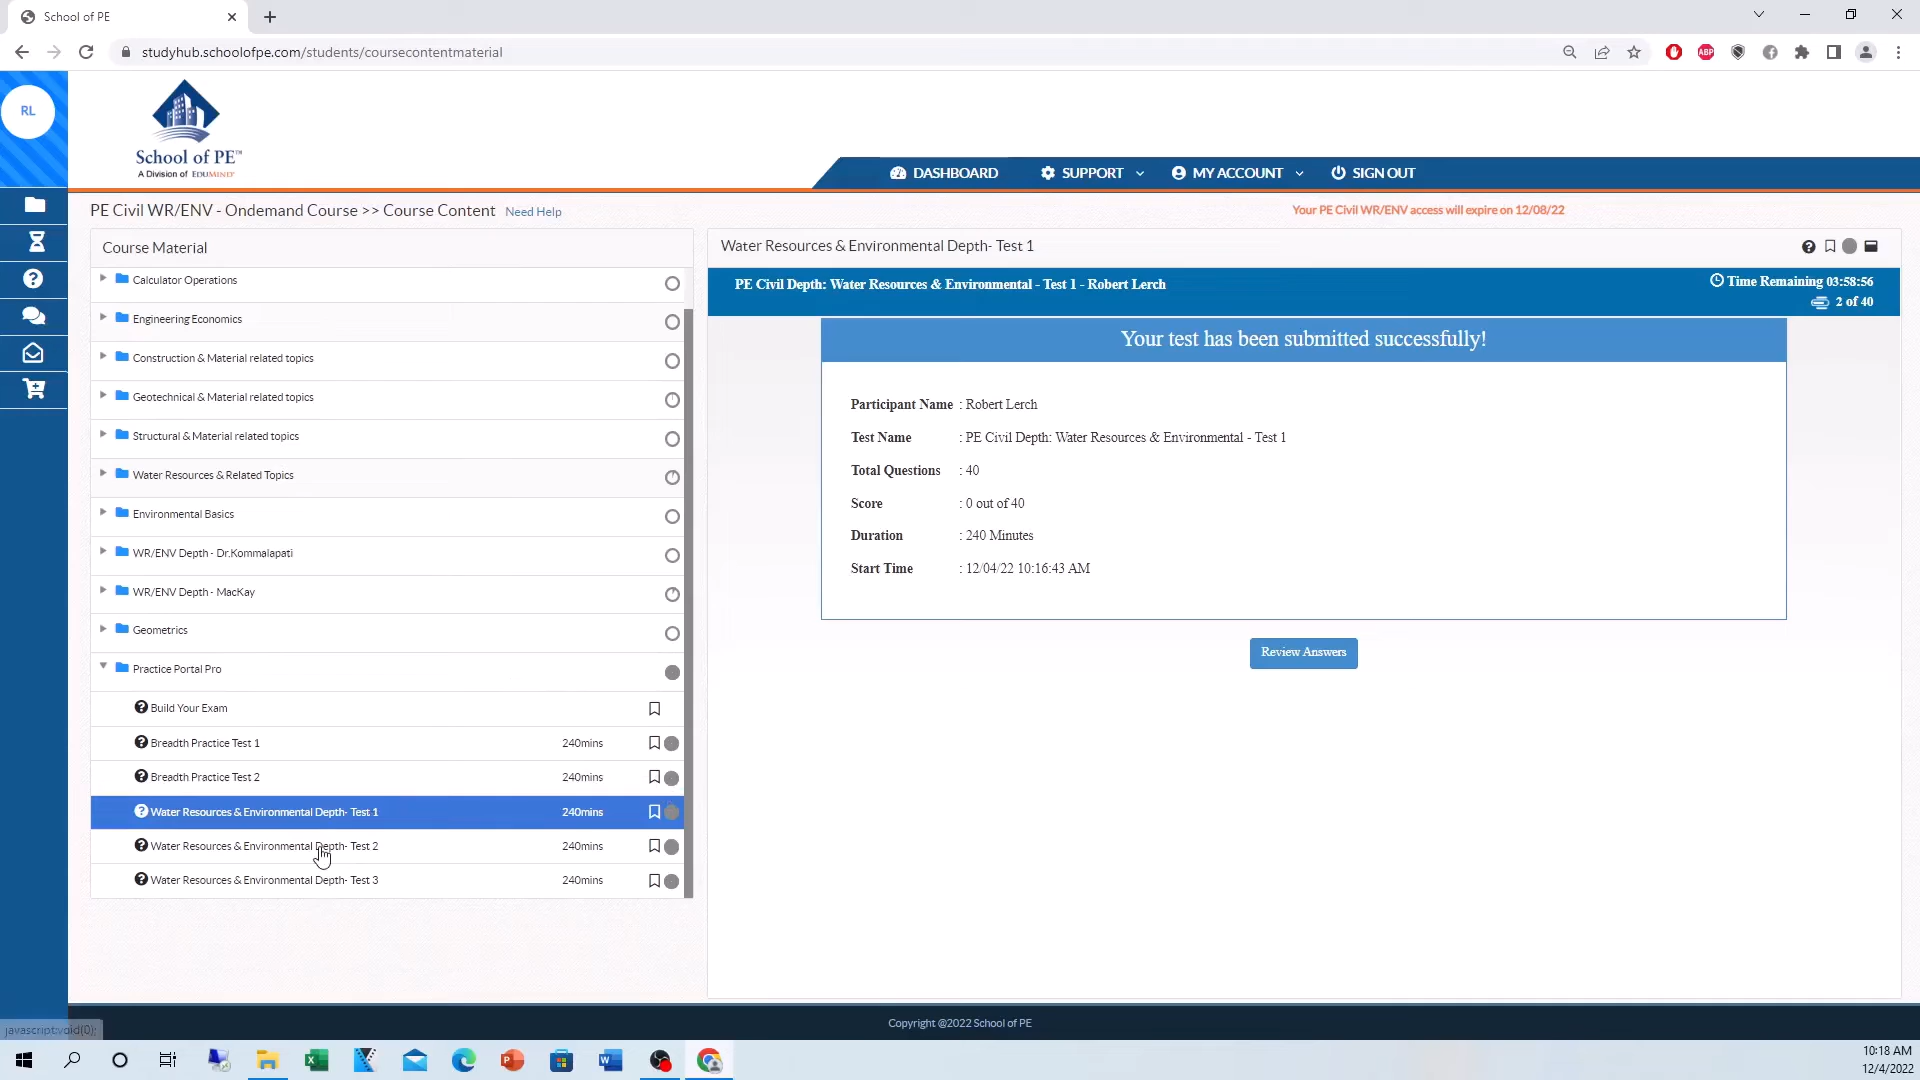 School of PE
studyhub.schoolofpe.com/students/coursecontentmaterial
ABP
RL
School of PE™
A Division of EDUMIND
DASHBOARD
SUPPORT
MY ACCOUNT
SIGN OUT
PE Civil WR/ENV - Ondemand Course >> Course Content Need Help
Your PE Civil WR/ENV access will expire on 12/08/22
Course Material
Calculator Operations
Engineering Economics
Construction & Material related topics
Geotechnical & Material related topics
Structural & Material related topics
Water Resources & Related Topics
Environmental Basics
WR/ENV Depth - Dr.Kommalapati
WR/ENV Depth - MacKay
Geometrics
Practice Portal Pro
Build Your Exam
Breadth Practice Test 1 240mins
Breadth Practice Test 2 240mins
Water Resources & Environmental Depth- Test 1 240mins
Water Resources & Environmental Depth- Test 2 240mins
Water Resources & Environmental Depth- Test 3 240mins
Water Resources & Environmental Depth- Test 1
PE Civil Depth: Water Resources & Environmental - Test 1 - Robert Lerch
Time Remaining 03:58:56
2 of 40
Your test has been submitted successfully!
Participant Name : Robert Lerch
Test Name : PE Civil Depth: Water Resources & Environmental - Test 1
Total Questions : 40
Score : 0 out of 40
Duration : 240 Minutes
Start Time : 12/04/22 10:16:43 AM
Review Answers
Copyright @2022 School of PE
javascript:void(0);
10:18 AM
12/4/2022